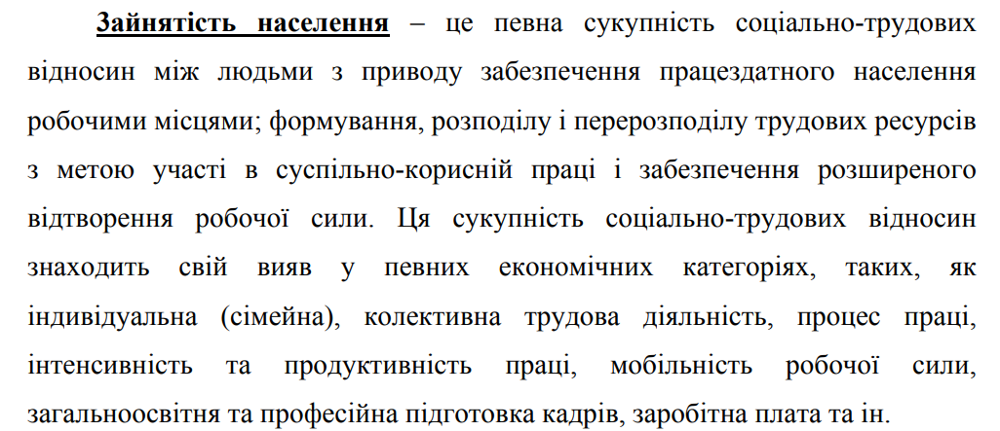 Зайнятість населення – це певна сукупність соціально-трудових
відносин між людьми з приводу забезпечення працездатного населення
робочими місцями; формування, розподілу і перерозподілу трудових ресурсів
з метою участі в суспільно-корисній праці і забезпечення розширеного
відтворення робочої сили. Ця сукупність соціально-трудових відносин
знаходить свій вияв у певних економічних категоріях, таких, як
індивідуальна (сімейна), колективна трудова діяльність, процес праці,
інтенсивність та продуктивність праці, мобільність робочої сили,
загальноосвітня та професійна підготовка кадрів, заробітна плата та ін.